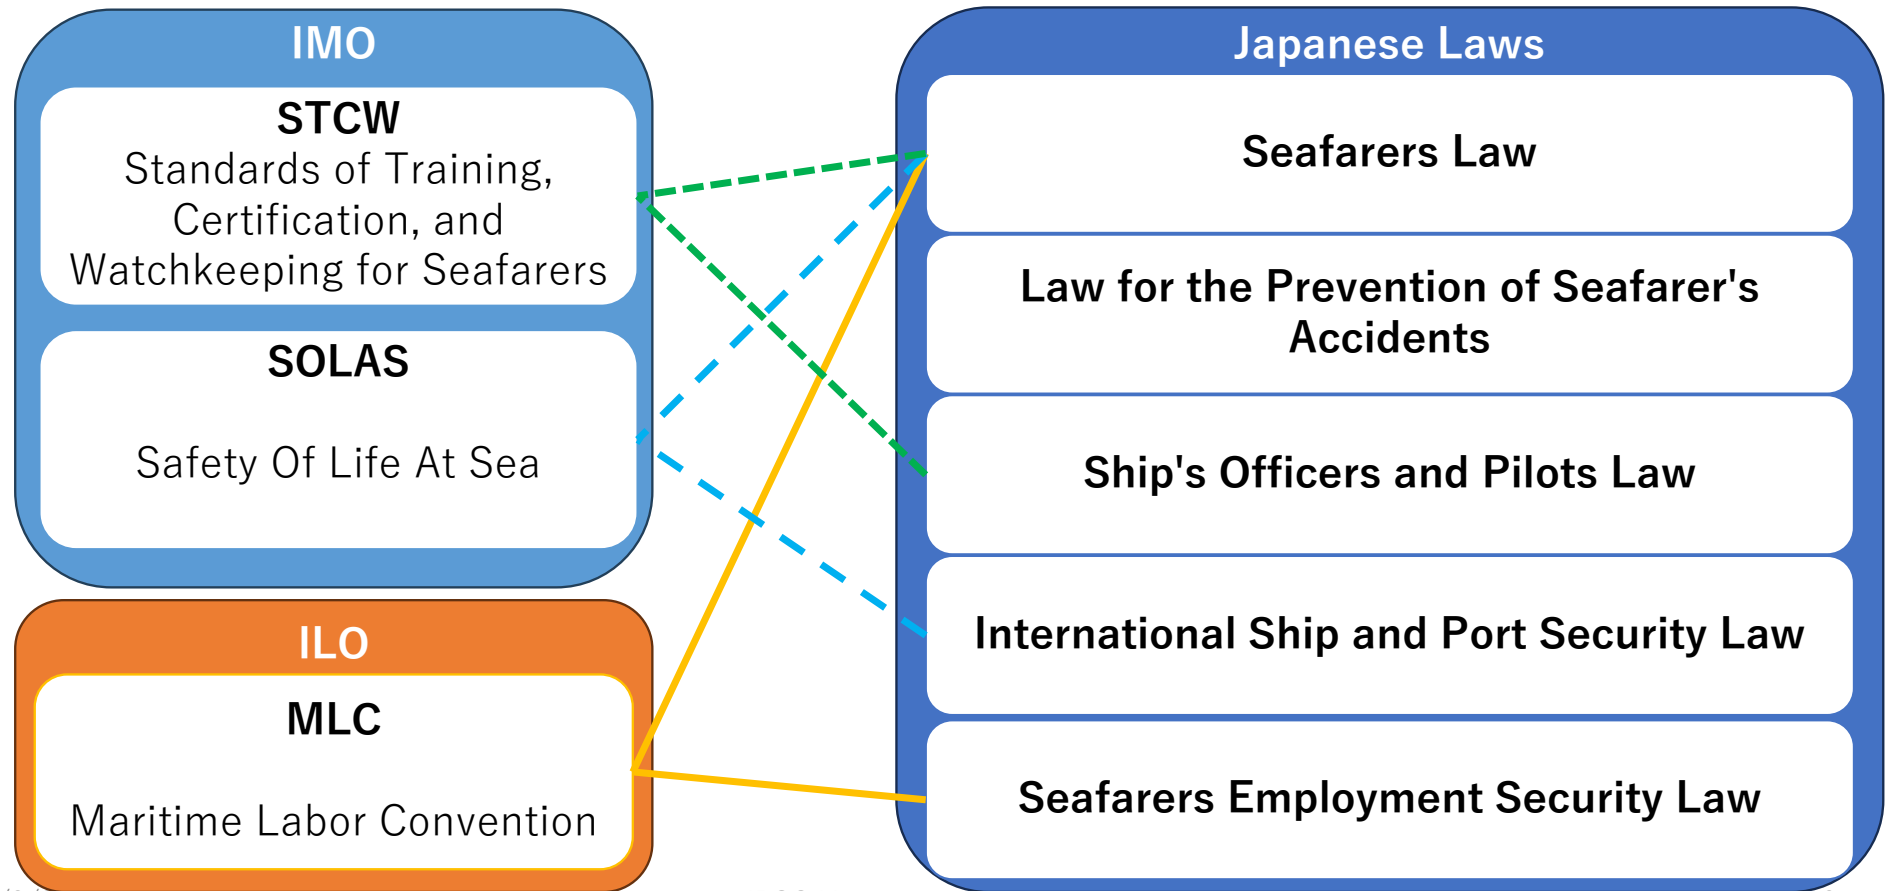 IMO
STCW
Standards of Training,
Certification, and
Watchkeeping for Seafarers
SOLAS
Safety Of Life At Sea
ILO
MLC
Maritime Labor Convention
Japanese Laws
Seafarers Law
Law for the Prevention of Seafarer's
Accidents
Ship's Officers and Pilots Law
International Ship and Port Security Law
Seafarers Employment Security Law